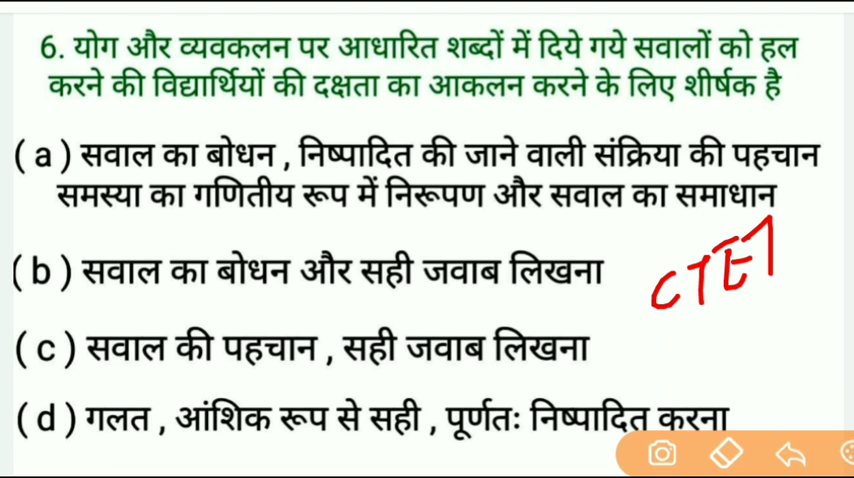 6. योग और व्यवकलन पर आधारित शब्दों में दिये गये सवालों को हल
करने की विद्यार्थियों की दक्षता का आकलन करने के लिए शीर्षक है
( a ) सवाल का बोधन , निष्पादित की जाने वाली संक्रिया की पहचान
समस्या का गणितीय रूप में निरूपण और सवाल का समाधान
( b ) सवाल का बोधन और सही जवाब लिखना
CTET
( c ) सवाल की पहचान , सही जवाब लिखना
( d ) गलत , आंशिक रूप से सही , पूर्णतः निष्पादित करना